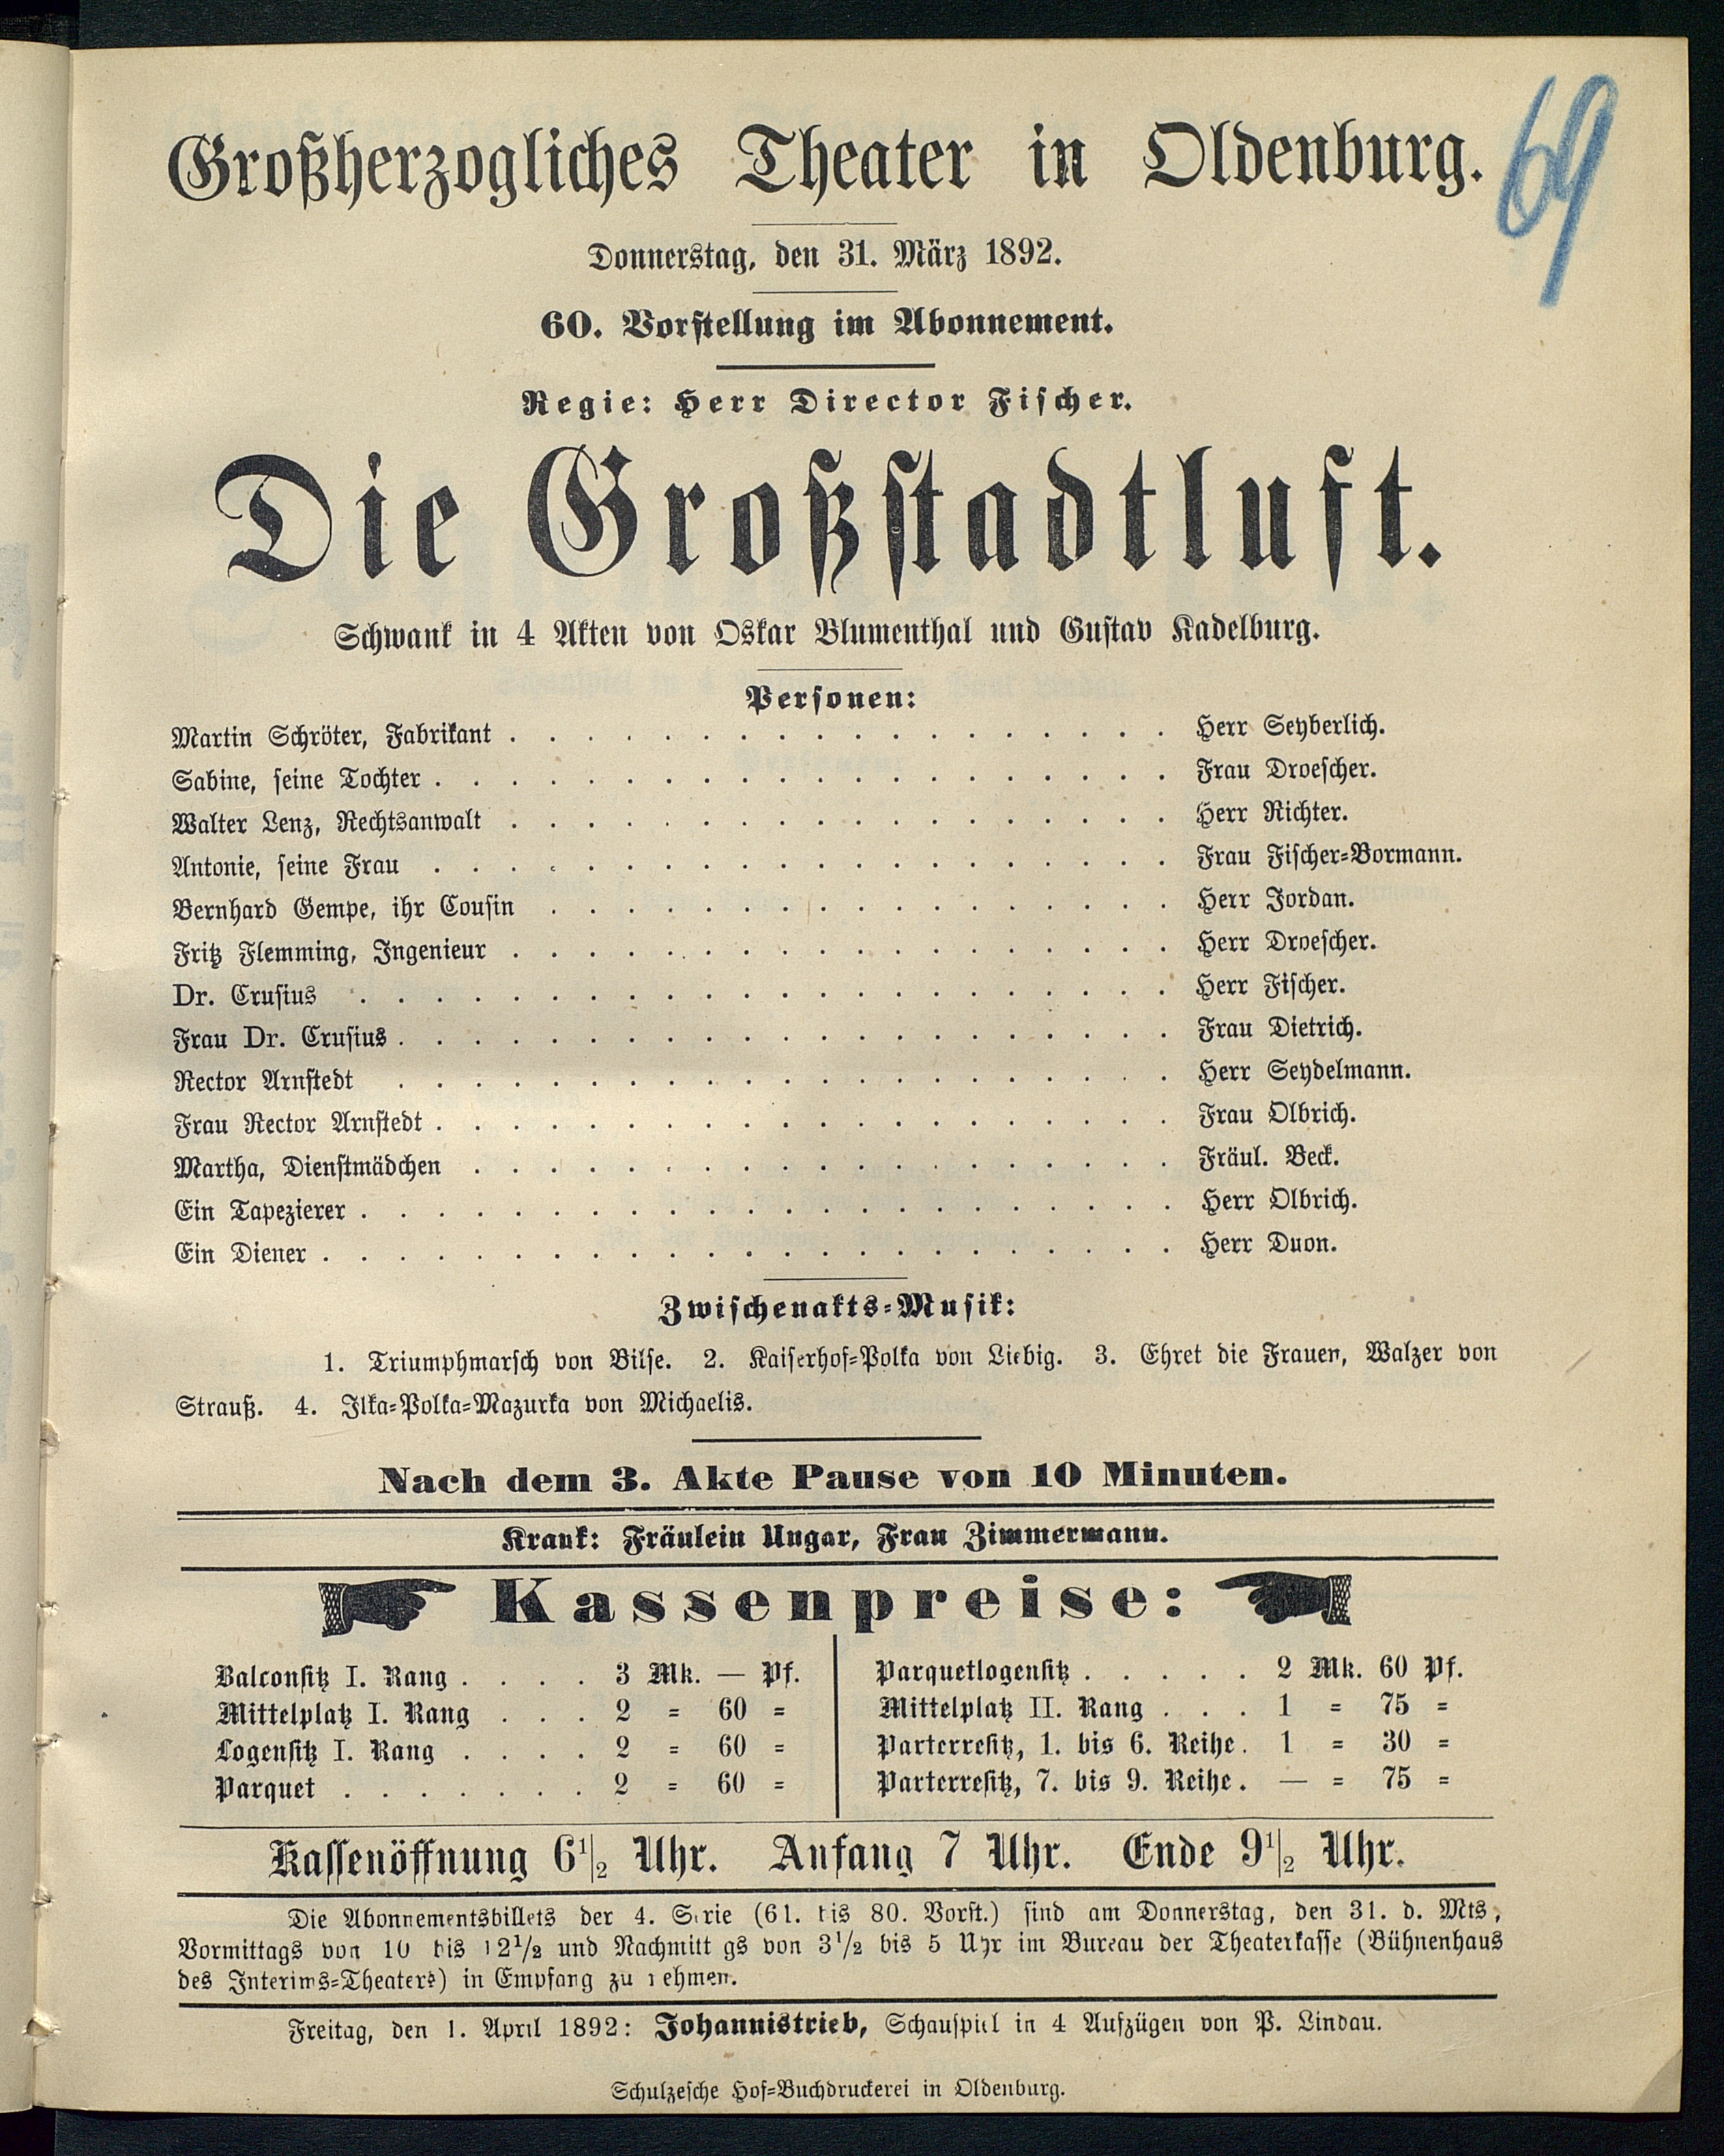 69
Großherzogliches Theater in Oldenburg.
Donnerstag, den 31. März 1892.
60. Vorstellung im Abonnement.
Regie: Herr Director Fischer.
Die Großstadtluft.
Schwank in 4 Akten von Oskar Blumenthal und Gustav Kadelburg.
Personen:
Martin Schröter, Fabrikant . . . . . . . . . . . . . . . . . Herr Seyberlich.
Sabine, seine Tochter . . . . . . . . . . . . . . . . . . . Frau Droescher.
Walter Lenz, Rechtsanwalt . . . . . . . . . . . . . . . . . Herr Richter.
Antonie, seine Frau . . . . . . . . . . . . . . . . . . . Frau Fischer=Bormann.
Bernhard Gempe, ihr Cousin . . . . . . . . . . . . . . . . Herr Jordan.
Fritz Flemming, Ingenieur . . . . . . . . . . . . . . . . . Herr Droescher.
Dr. Crusius . . . . . . . . . . . . . . . . . . . . . Herr Fischer.
Frau Dr. Crusius . . . . . . . . . . . . . . . . . . . . Frau Dietrich.
Rector Arnstedt . . . . . . . . . . . . . . . . . . . . Herr Seydelmann.
Frau Rector Arnstedt . . . . . . . . . . . . . . . . . . . Frau Olbrich.
Martha, Dienstmädchen . . . . . . . . . . . . . . . . . . Fräul. Beck.
Ein Tapezierer . . . . . . . . . . . . . . . . . . . . . Herr Olbrich.
Ein Diener . . . . . . . . . . . . . . . . . . . . . . Herr Duon.
Zwischenakts=Musik:
1. Triumphmarsch von Bilse. 2. Kaiserhof=Polka von Liebig. 3. Ehret die Frauen, Walzer von
Strauß. 4. Ilka=Polka=Mazurka von Michaelis.
Nach dem 3. Akte Pause von 10 Minuten.
Krank: Fräulein Ungar, Frau Zimmermann.
Kassenpreise:
Balconsitz I. Rang . . . . 3 Mk. — Pf.
Mittelplatz I. Rang . . . 2 = 60 =
Logensitz I. Rang . . . . 2 = 60 =
Parquet . . . . . . . 2 = 60 =
Parquetlogensitz . . . . . 2 Mk. 60 Pf.
Mittelplatz II. Rang . . . 1 = 75 =
Parterresitz, 1. bis 6. Reihe. 1 = 30 =
Parterresitz, 7. bis 9. Reihe. — = 75 =
Kassenöffnung 6½ Uhr. Anfang 7 Uhr. Ende 9½ Uhr.
Die Abonnementsbillets der 4. Serie (61. bis 80. Vorst.) sind am Donnerstag, den 31. d. Mts,
Vormittags von 10 bis 12½ und Nachmittags von 3½ bis 5 Uhr im Bureau der Theaterkasse (Bühnenhaus
des Interims=Theaters) in Empfang zu nehmen.
Freitag, den 1. April 1892: Johannistrieb, Schauspiel in 4 Aufzügen von P. Lindau.
Schulzesche Hof=Buchdruckerei in Oldenburg.